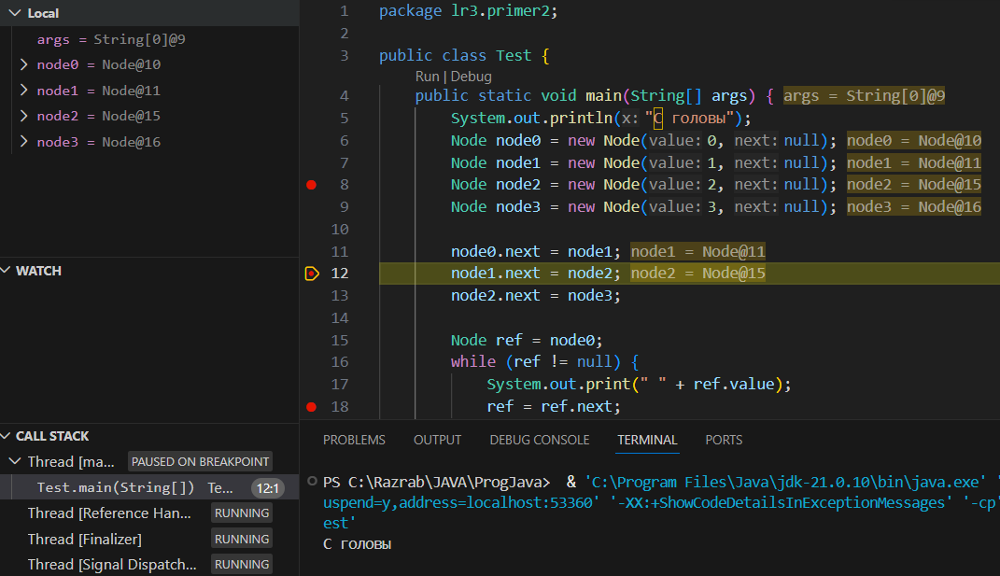 Local
args = String[0]@9
node0 = Node@10
node1 = Node@11
node2 = Node@15
node3 = Node@16
WATCH
CALL STACK
Thread [ma... PAUSED ON BREAKPOINT
Test.main(String[]) Te... 12:1
Thread [Reference Han... RUNNING
Thread [Finalizer] RUNNING
Thread [Signal Dispatch... RUNNING
1 package lr3.primer2;
2
3 public class Test {
Run | Debug
4 public static void main(String[] args) { args = String[0]@9
5 System.out.println(x: "С головы");
6 Node node0 = new Node(value: 0, next: null); node0 = Node@10
7 Node node1 = new Node(value: 1, next: null); node1 = Node@11
8 Node node2 = new Node(value: 2, next: null); node2 = Node@15
9 Node node3 = new Node(value: 3, next: null); node3 = Node@16
10
11 node0.next = node1; node1 = Node@11
12 node1.next = node2; node2 = Node@15
13 node2.next = node3;
14
15 Node ref = node0;
16 while (ref != null) {
17 System.out.print(" " + ref.value);
18 ref = ref.next;
PROBLEMS OUTPUT DEBUG CONSOLE TERMINAL PORTS
PS C:\Razrab\JAVA\ProgJava> & 'C:\Program Files\Java\jdk-21.0.10\bin\java.exe' '
uspend=y,address=localhost:53360' '-XX:+ShowCodeDetailsInExceptionMessages' '-cp'
est'
С головы